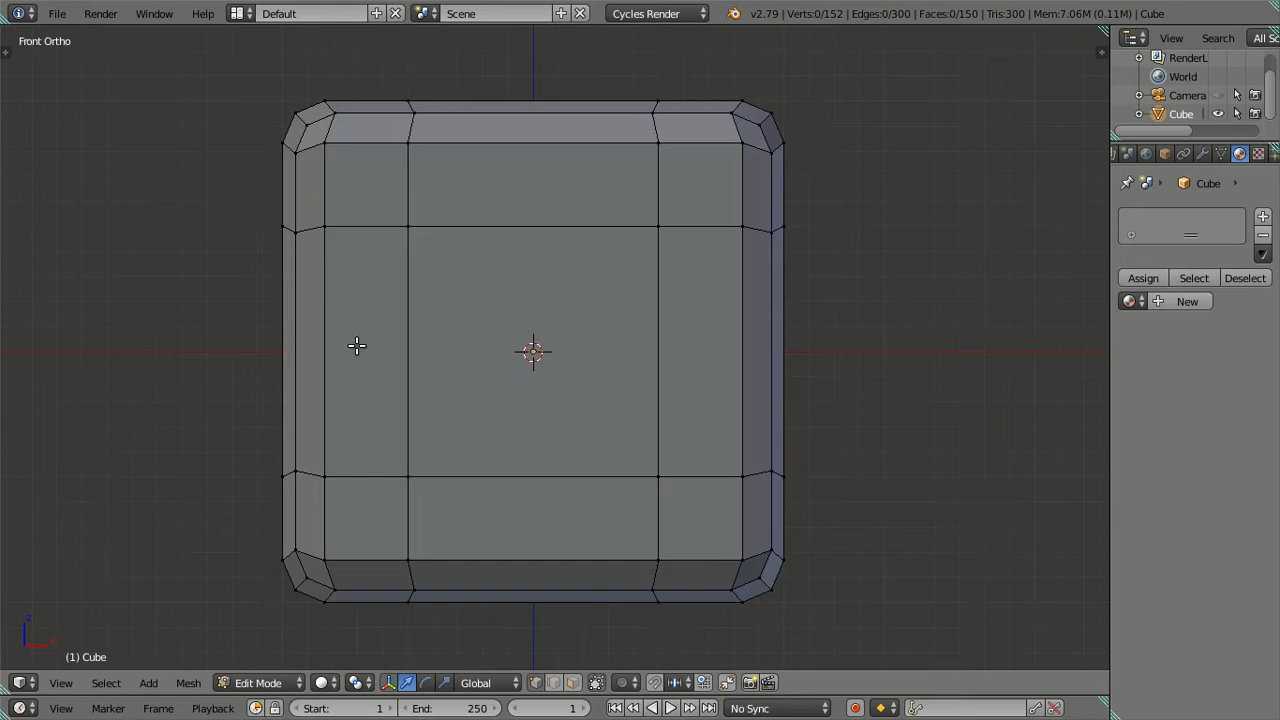 File Render Window Help Default Scene Cycles Render v2.79 | Verts:0/152 | Edges:0/300 | Faces:0/150 | Tris:300 | Mem:7.06M (0.11M) | Cube
Front Ortho
View Search All Sc
RenderL
World
Camera
Cube
Cube
Assign Select Deselect
New
z
x
(1) Cube
View Select Add Mesh Edit Mode Global
View Marker Frame Playback Start: 1 End: 250 1 No Sync